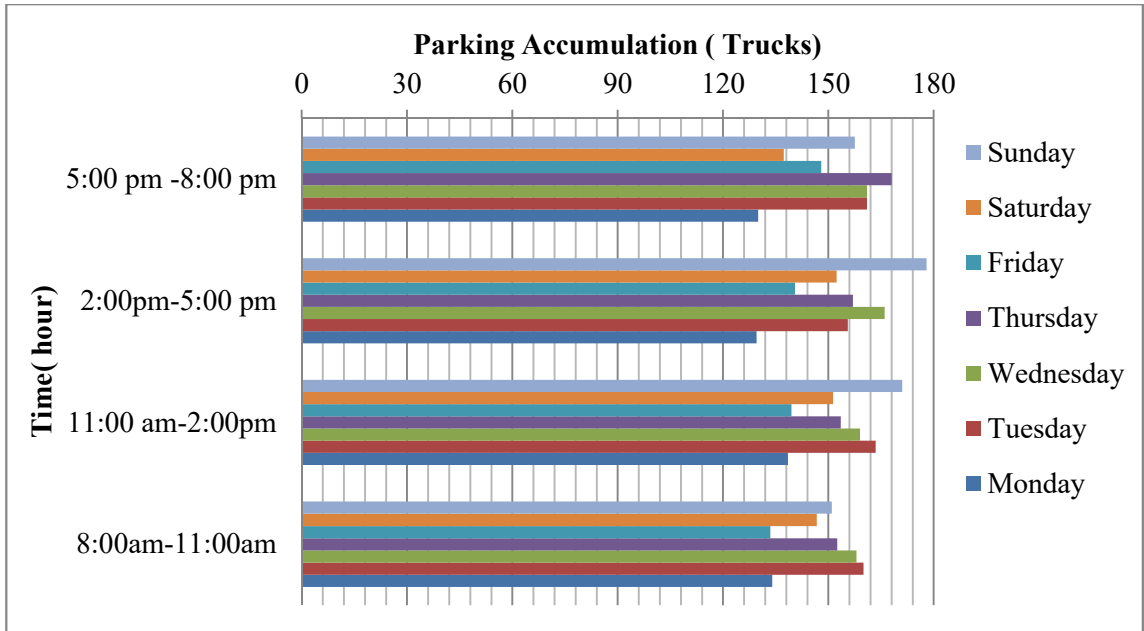 Parking Accumulation ( Trucks)
0 30 60 90 120 150 180
Time( hour)
5:00 pm -8:00 pm
2:00pm-5:00 pm
11:00 am-2:00pm
8:00am-11:00am
Sunday
Saturday
Friday
Thursday
Wednesday
Tuesday
Monday